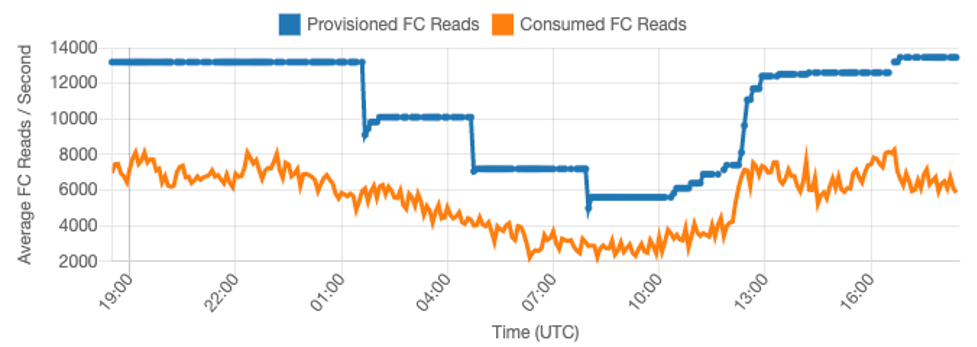 Provisioned FC Reads Consumed FC Reads
Average FC Reads / Second
14000
12000
10000
8000
6000
4000
2000
19:00 22:00 01:00 04:00 07:00 10:00 13:00 16:00
Time (UTC)